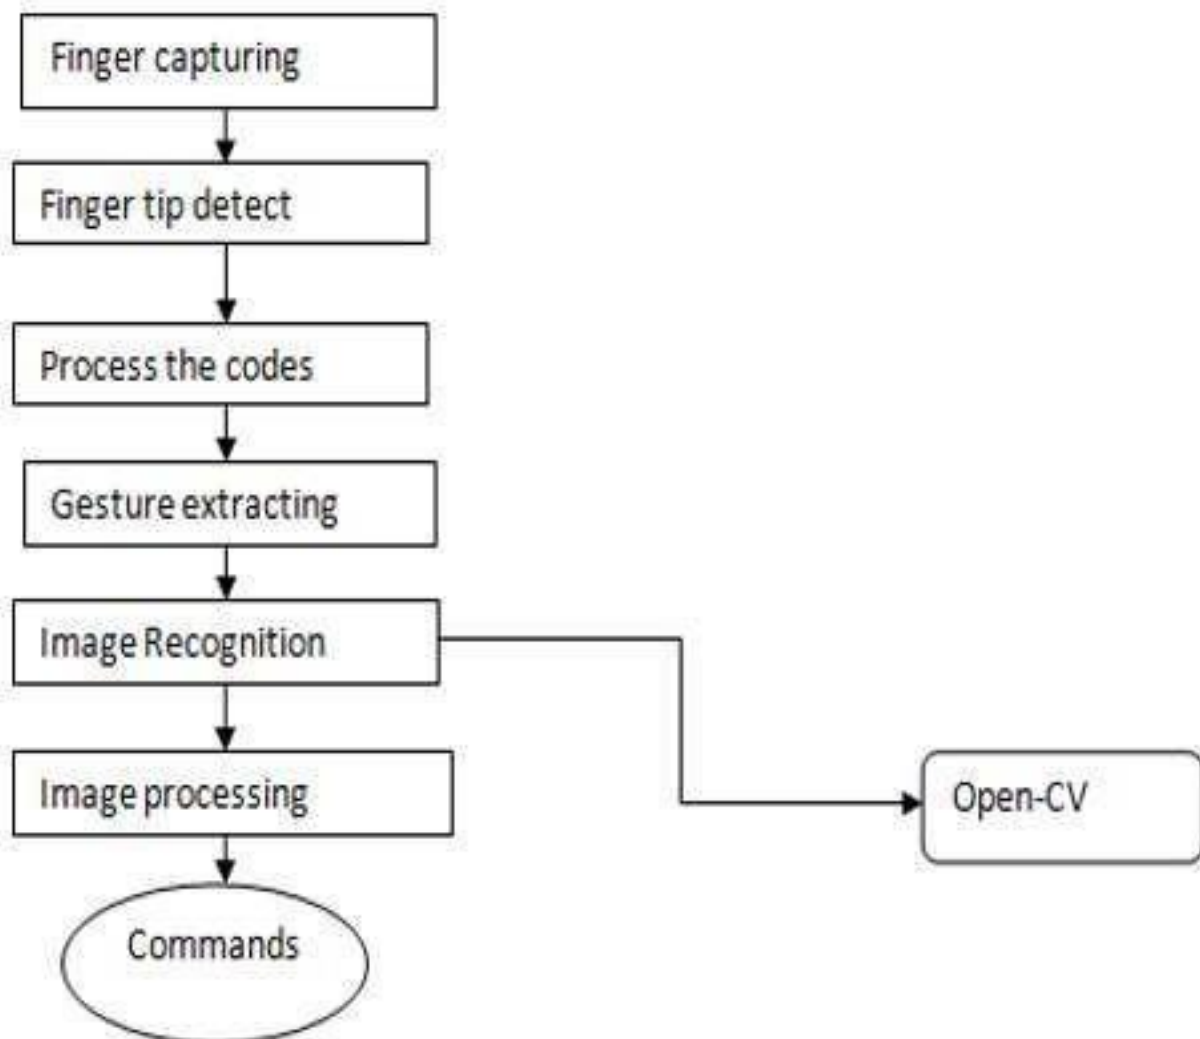 Finger capturing
Finger tip detect
Process the codes
Gesture extracting
Image Recognition
Image processing
Open-CV
Commands